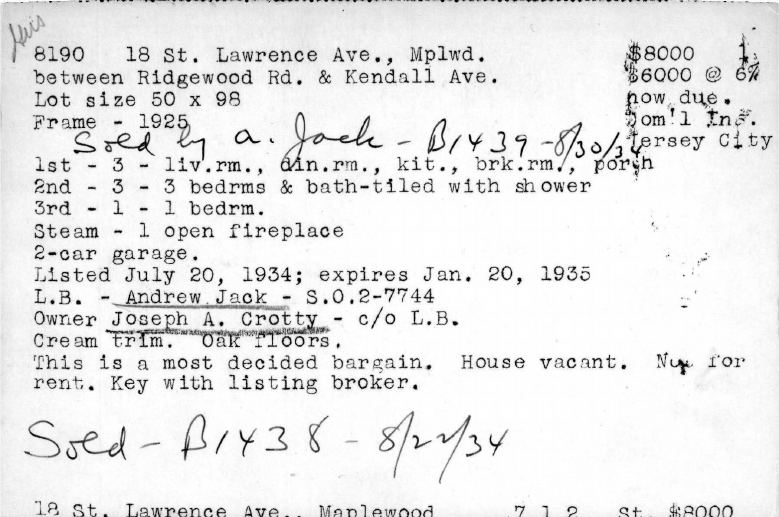 8190   18 St. Lawrence Ave., Mplwd.   $8000   1
between Ridgewood Rd. & Kendall Ave.   $6000 @ 6%
Lot size 50 x 98   now due.
Frame - 1925   Com'l Ins.
Sold by A. Jack - B1439 - 8/30/34   Jersey City
1st - 3 - liv.rm., din.rm., kit., brk.rm., porch
2nd - 3 - 3 bedrms & bath-tiled with shower
3rd - 1 - 1 bedrm.
Steam - 1 open fireplace
2-car garage.
Listed July 20, 1934; expires Jan. 20, 1935
L.B. - Andrew Jack - S.O.2-7744
Owner Joseph A. Crotty - c/o L.B.
Cream trim.  Oak floors.
This is a most decided bargain.  House vacant.  Not for
rent. Key with listing broker.
Sold - B1438 - 8/22/34
18 St. Lawrence Ave., Maplewood   7 1 2   St. $8000